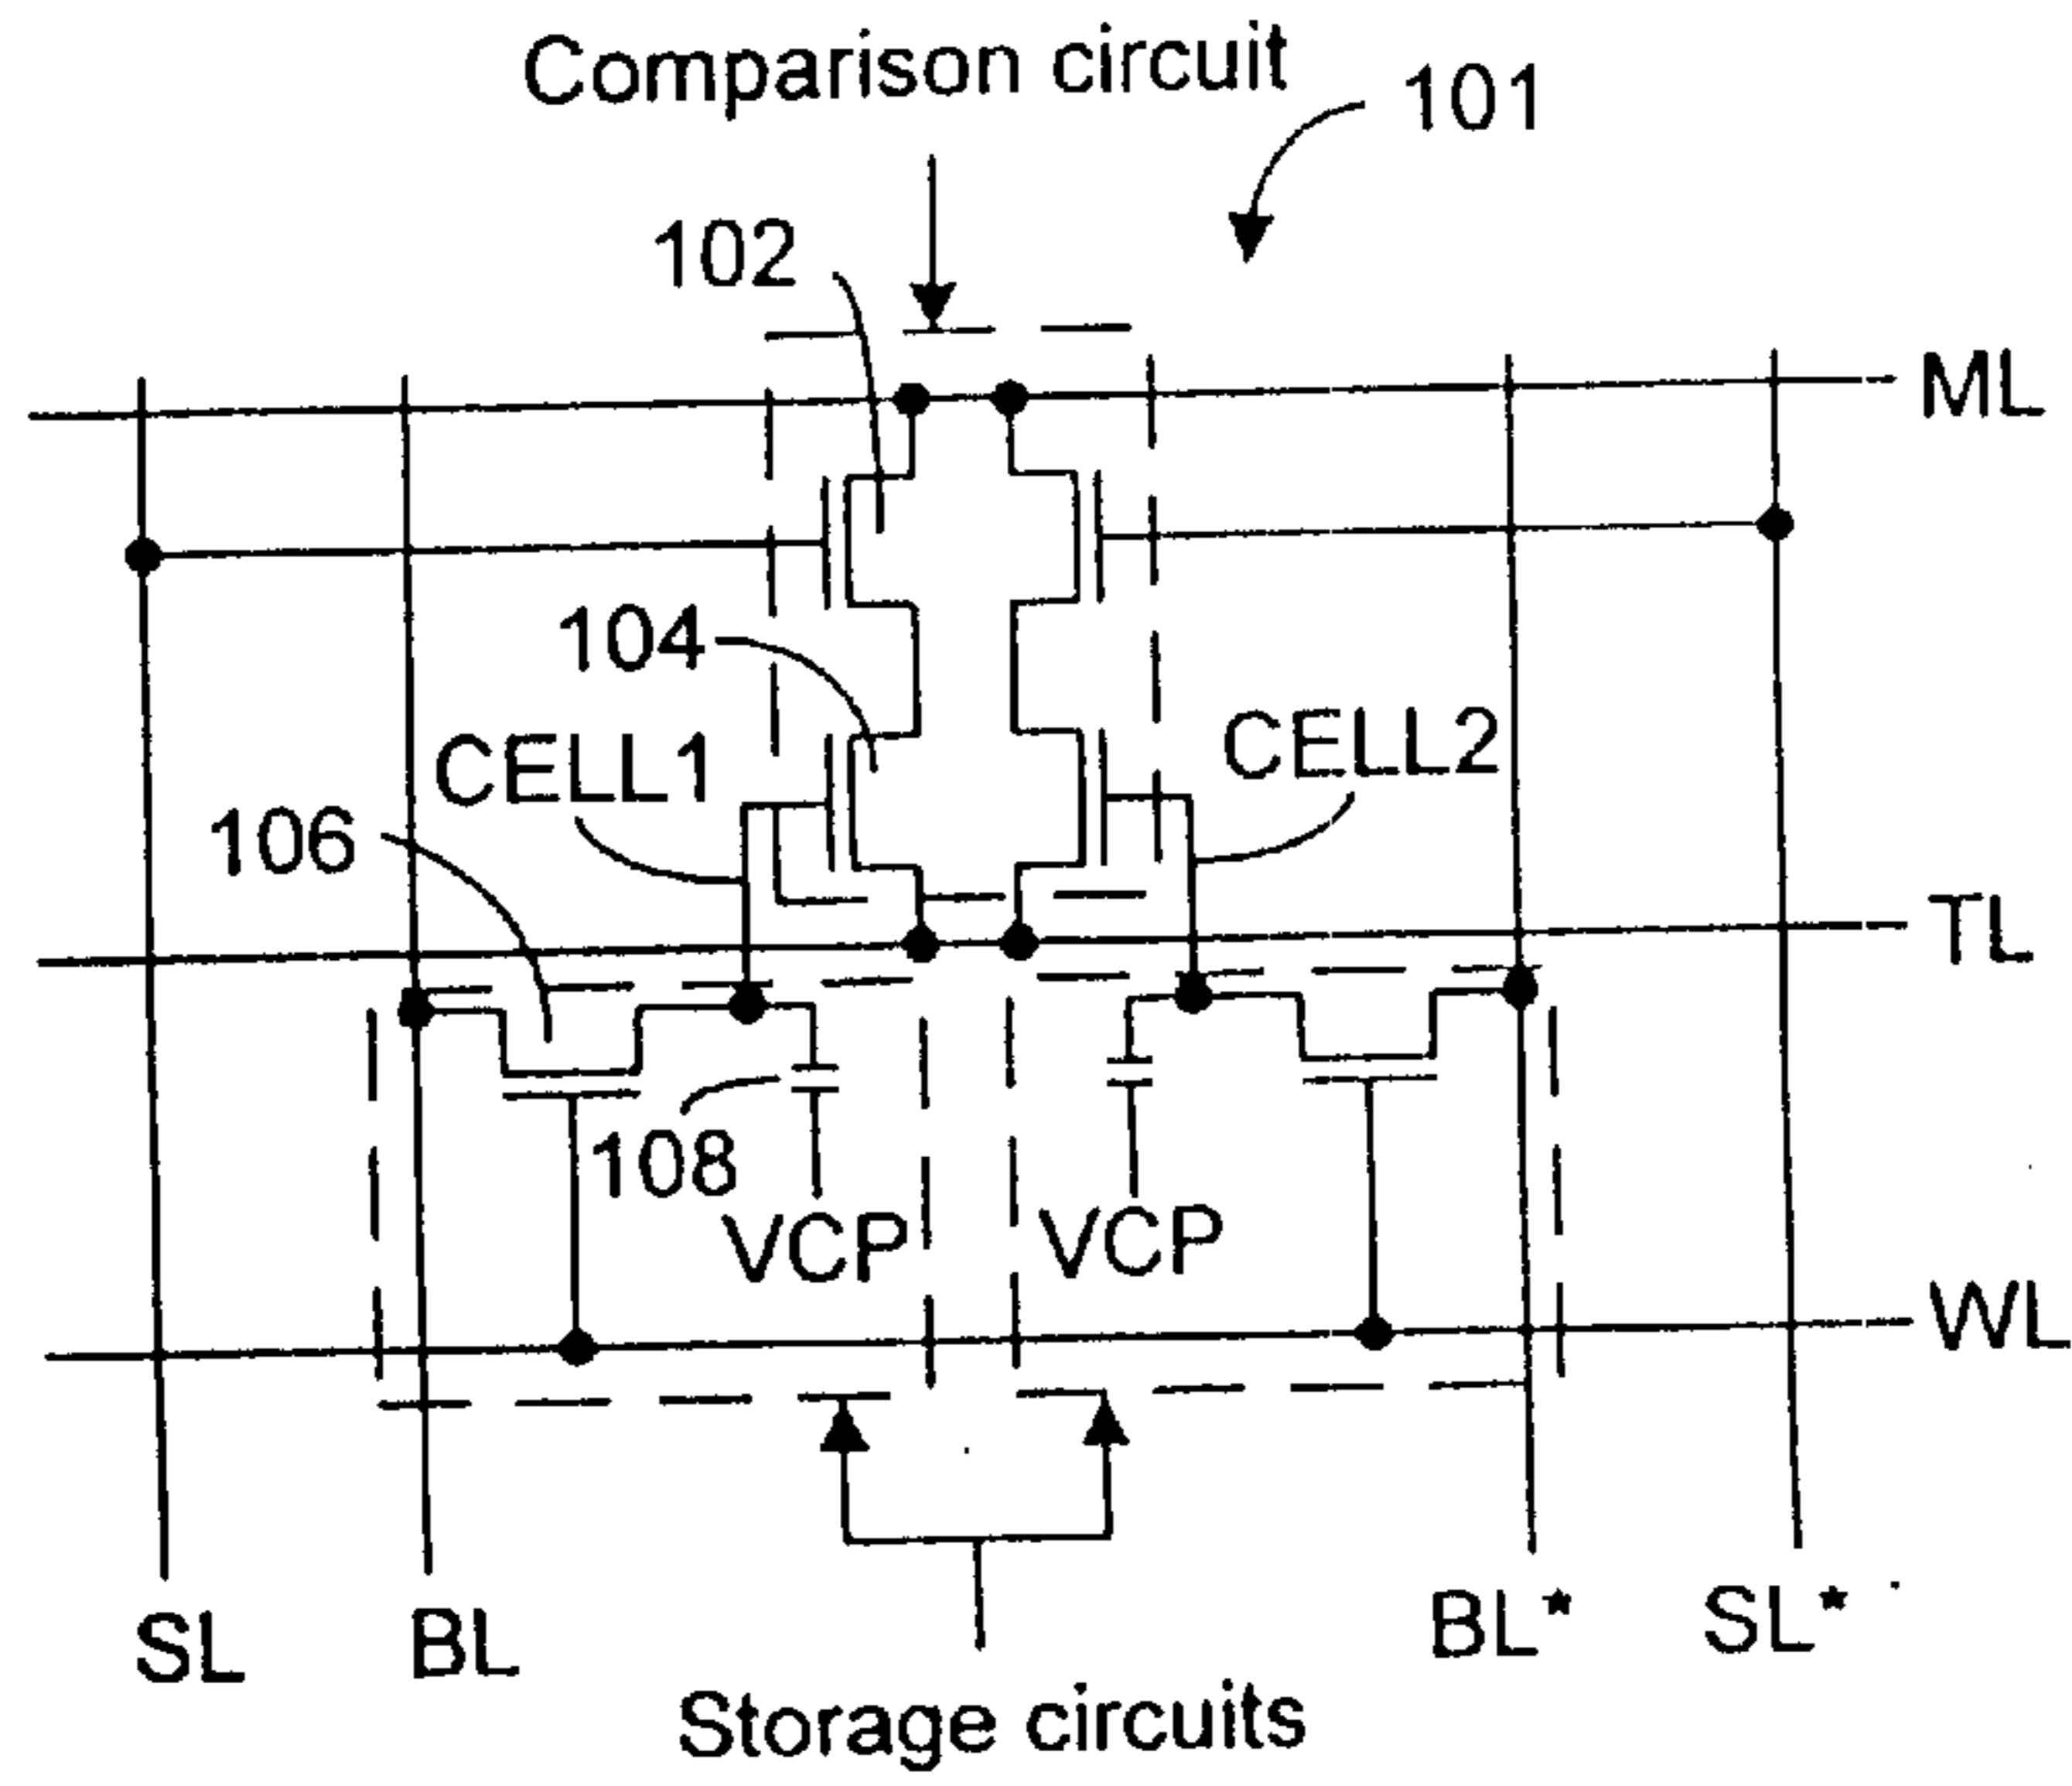 Comparison circuit
101
102
ML
104
CELL1
CELL2
106
TL
108
VCP
VCP
WL
SL
BL
BL*
SL*
Storage circuits